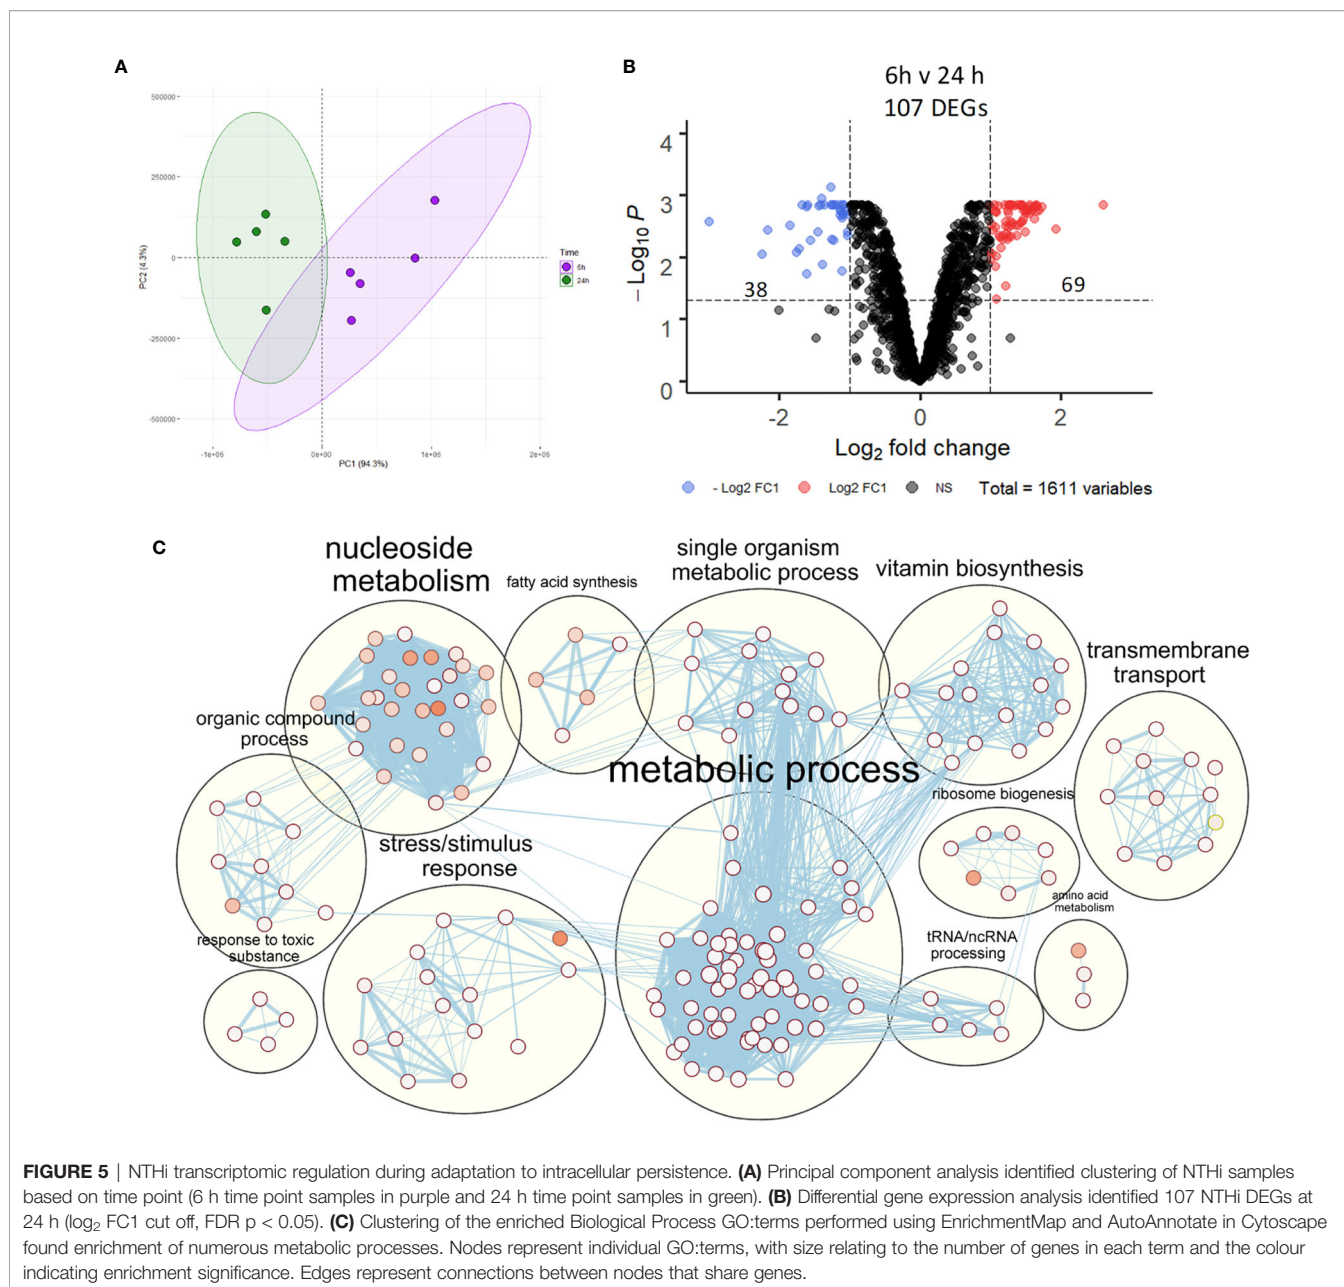 A
500000
250000
0
-250000
-500000
PC2 (4.3%)
-1e+06
0e+00
1e+06
2e+06
PC1 (94.3%)
Time
6h
24h
B
6h v 24 h
107 DEGs
4
3
2
1
0
– Log10 P
38
69
-2
0
2
Log2 fold change
- Log2 FC1
Log2 FC1
NS
Total = 1611 variables
C
nucleoside
metabolism
fatty acid synthesis
single organism
metabolic process
vitamin biosynthesis
transmembrane
transport
organic compound
process
metabolic process
ribosome biogenesis
stress/stimulus
response
amino acid
metabolism
response to toxic
substance
tRNA/ncRNA
processing
FIGURE 5 | NTHi transcriptomic regulation during adaptation to intracellular persistence. (A) Principal component analysis identified clustering of NTHi samples
based on time point (6 h time point samples in purple and 24 h time point samples in green). (B) Differential gene expression analysis identified 107 NTHi DEGs at
24 h (log2 FC1 cut off, FDR p < 0.05). (C) Clustering of the enriched Biological Process GO:terms performed using EnrichmentMap and AutoAnnotate in Cytoscape
found enrichment of numerous metabolic processes. Nodes represent individual GO:terms, with size relating to the number of genes in each term and the colour
indicating enrichment significance. Edges represent connections between nodes that share genes.